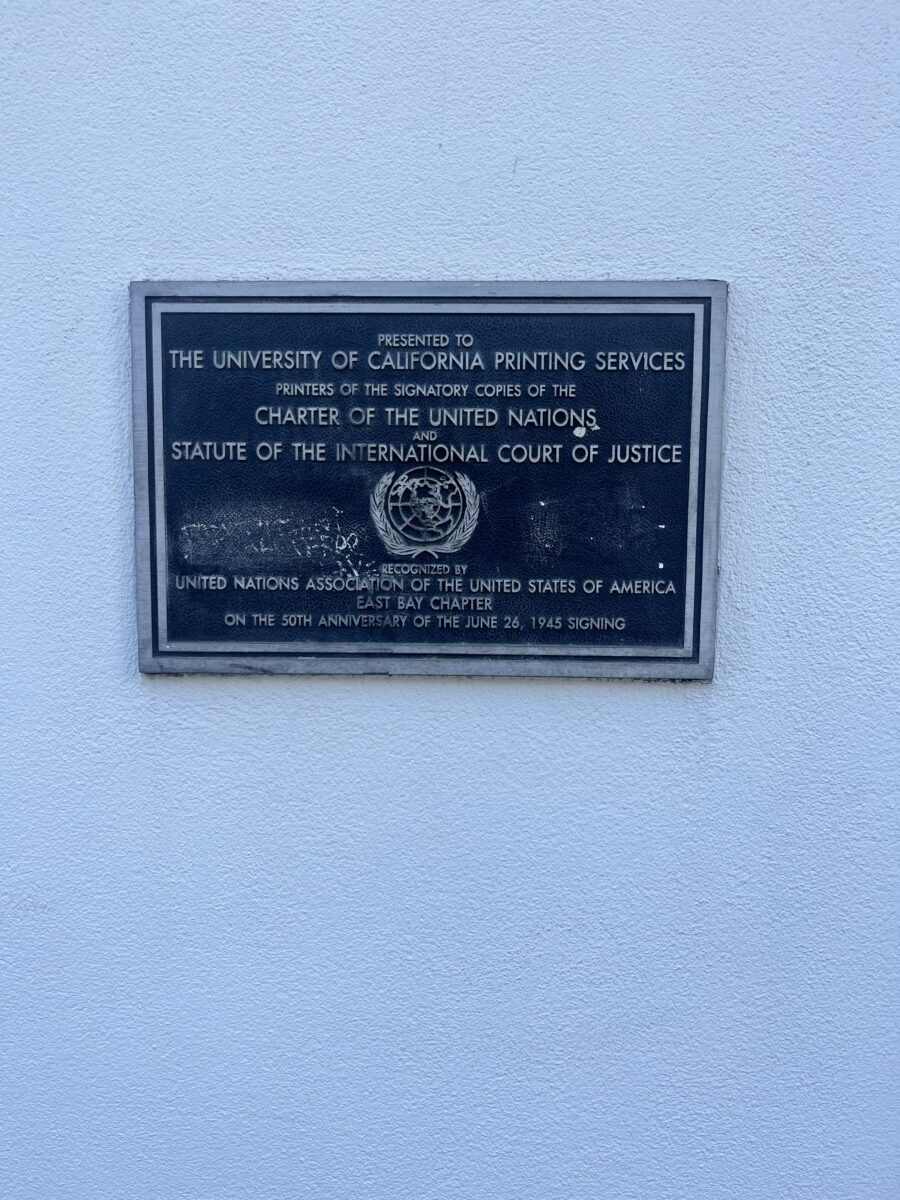 PRESENTED TO
THE UNIVERSITY OF CALIFORNIA PRINTING SERVICES
PRINTERS OF THE SIGNATORY COPIES OF THE
CHARTER OF THE UNITED NATIONS
AND
STATUTE OF THE INTERNATIONAL COURT OF JUSTICE
RECOGNIZED BY
UNITED NATIONS ASSOCIATION OF THE UNITED STATES OF AMERICA
EAST BAY CHAPTER
ON THE 50TH ANNIVERSARY OF THE JUNE 26, 1945 SIGNING